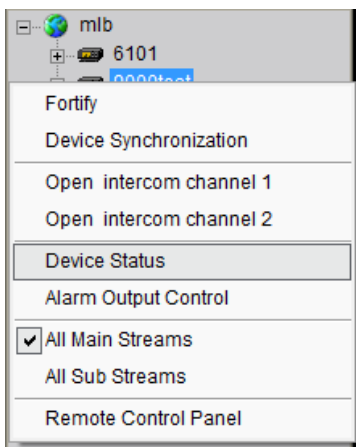 mlb
6101
Fortify
Device Synchronization
Open intercom channel 1
Open intercom channel 2
Device Status
Alarm Output Control
All Main Streams
All Sub Streams
Remote Control Panel